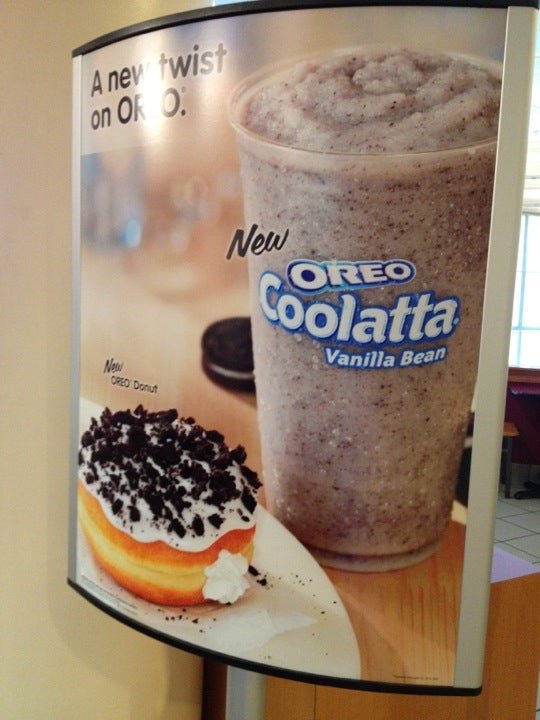 A new twist
on OREO.®
New
OREO
Coolatta
Vanilla Bean
New
OREO® Donut